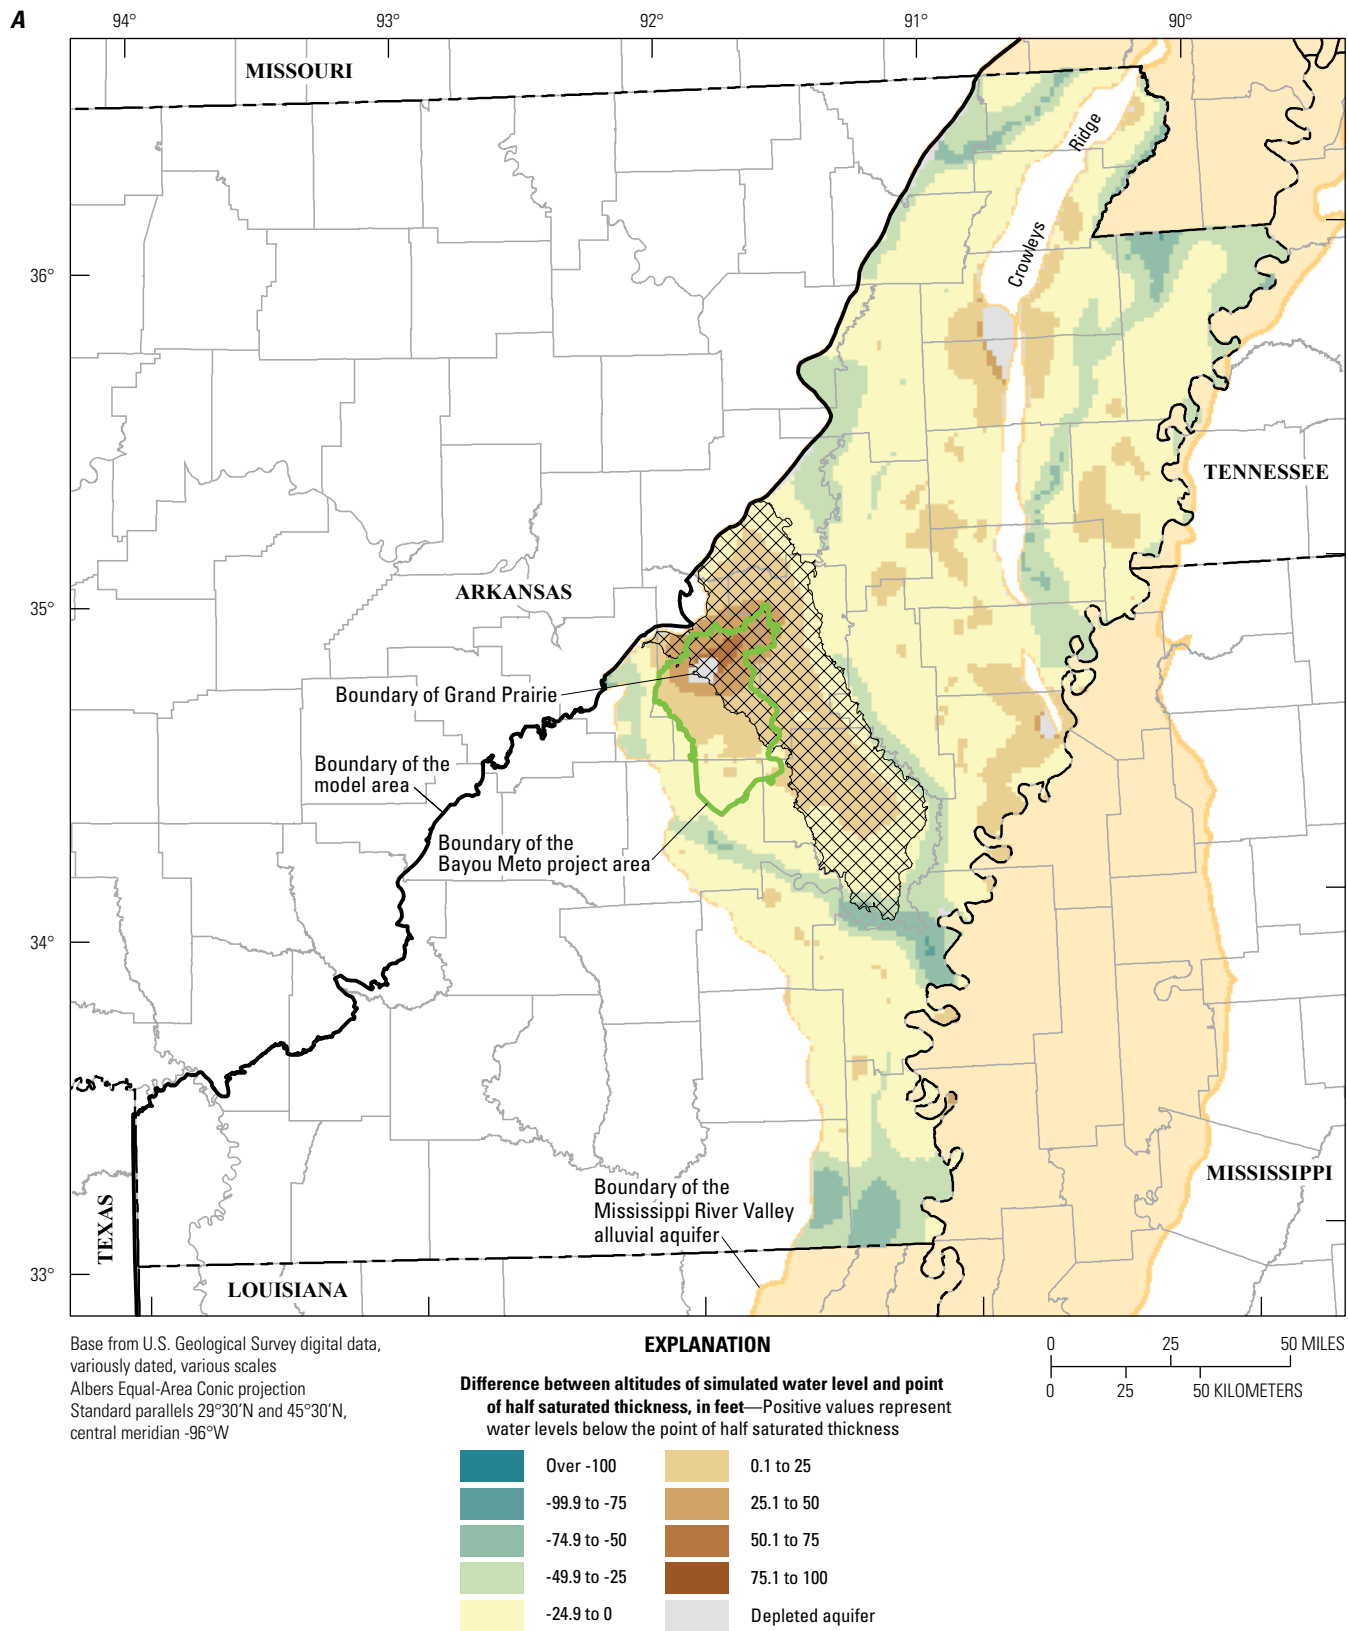 A
94° 93° 92° 91° 90°
MISSOURI
Ridge
Crowleys
36°
TENNESSEE
ARKANSAS
35°
Boundary of Grand Prairie
Boundary of the
model area
Boundary of the
Bayou Meto project area
34°
MISSISSIPPI
Boundary of the
Mississippi River Valley
alluvial aquifer
TEXAS
33°
LOUISIANA
Base from U.S. Geological Survey digital data,
variously dated, various scales
Albers Equal-Area Conic projection
Standard parallels 29°30'N and 45°30'N,
central meridian -96°W
0 25 50 MILES
0 25 50 KILOMETERS
EXPLANATION
Difference between altitudes of simulated water level and point
of half saturated thickness, in feet—Positive values represent
water levels below the point of half saturated thickness
Over -100
-99.9 to -75
-74.9 to -50
-49.9 to -25
-24.9 to 0
0.1 to 25
25.1 to 50
50.1 to 75
75.1 to 100
Depleted aquifer